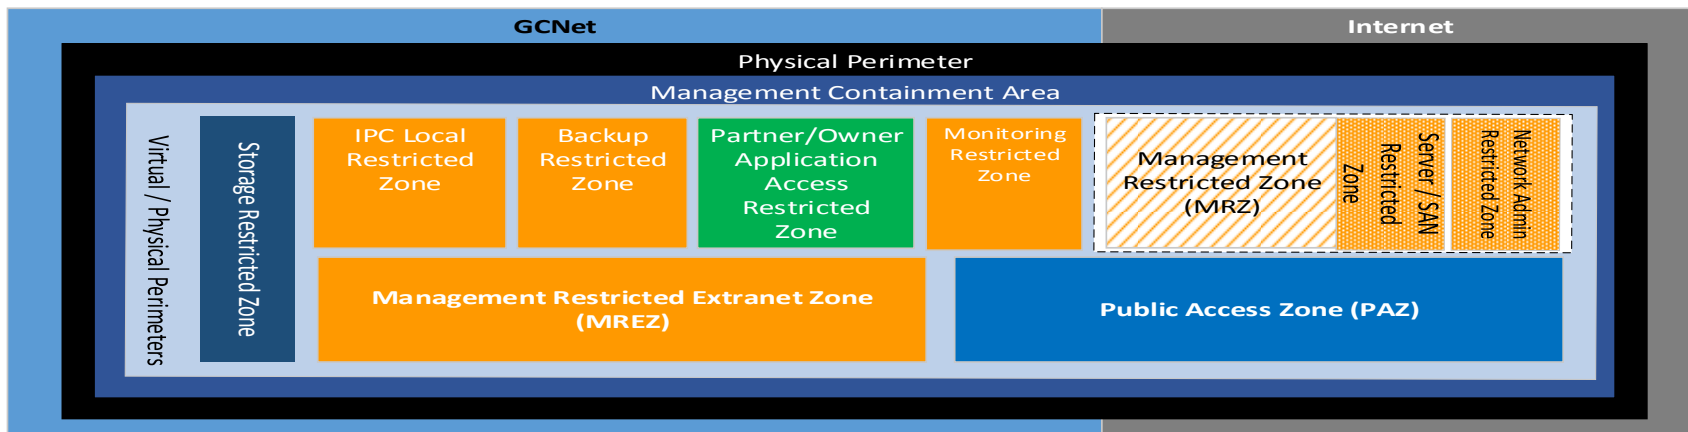 GCNet
Internet
Physical Perimeter
Management Containment Area
Virtual / Physical Perimeters
Storage Restricted Zone
IPC Local
Restricted
Zone
Backup
Restricted
Zone
Partner/Owner
Application
Access
Restricted
Zone
Monitoring
Restricted
Zone
Management
Restricted Zone
(MRZ)
Server / SAN
Restricted
Zone
Network Admin
Restricted Zone
Management Restricted Extranet Zone
(MREZ)
Public Access Zone (PAZ)